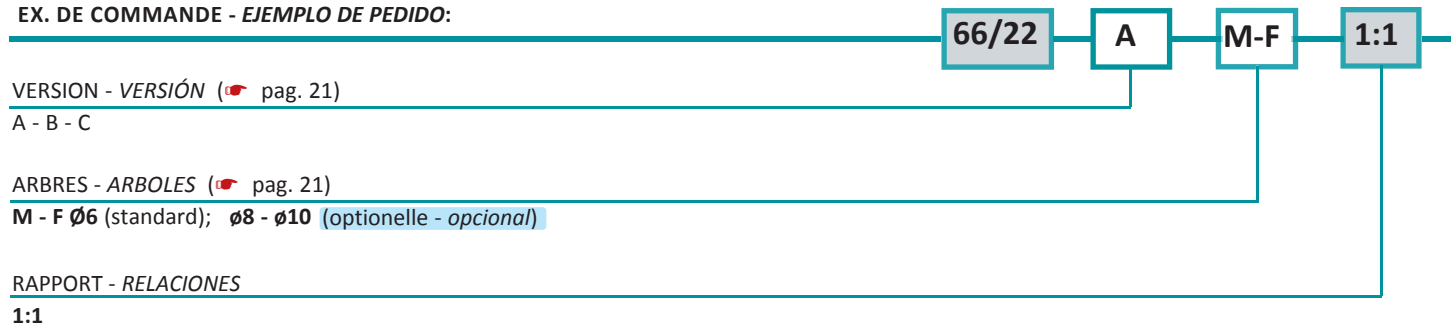 EX. DE COMMANDE - EJEMPLO DE PEDIDO:
66/22 A M-F 1:1
VERSION - VERSIÓN (☛ pag. 21)
A - B - C
ARBRES - ARBOLES (☛ pag. 21)
M - F Ø6 (standard); ø8 - ø10 (optionelle - opcional)
RAPPORT - RELACIONES
1:1